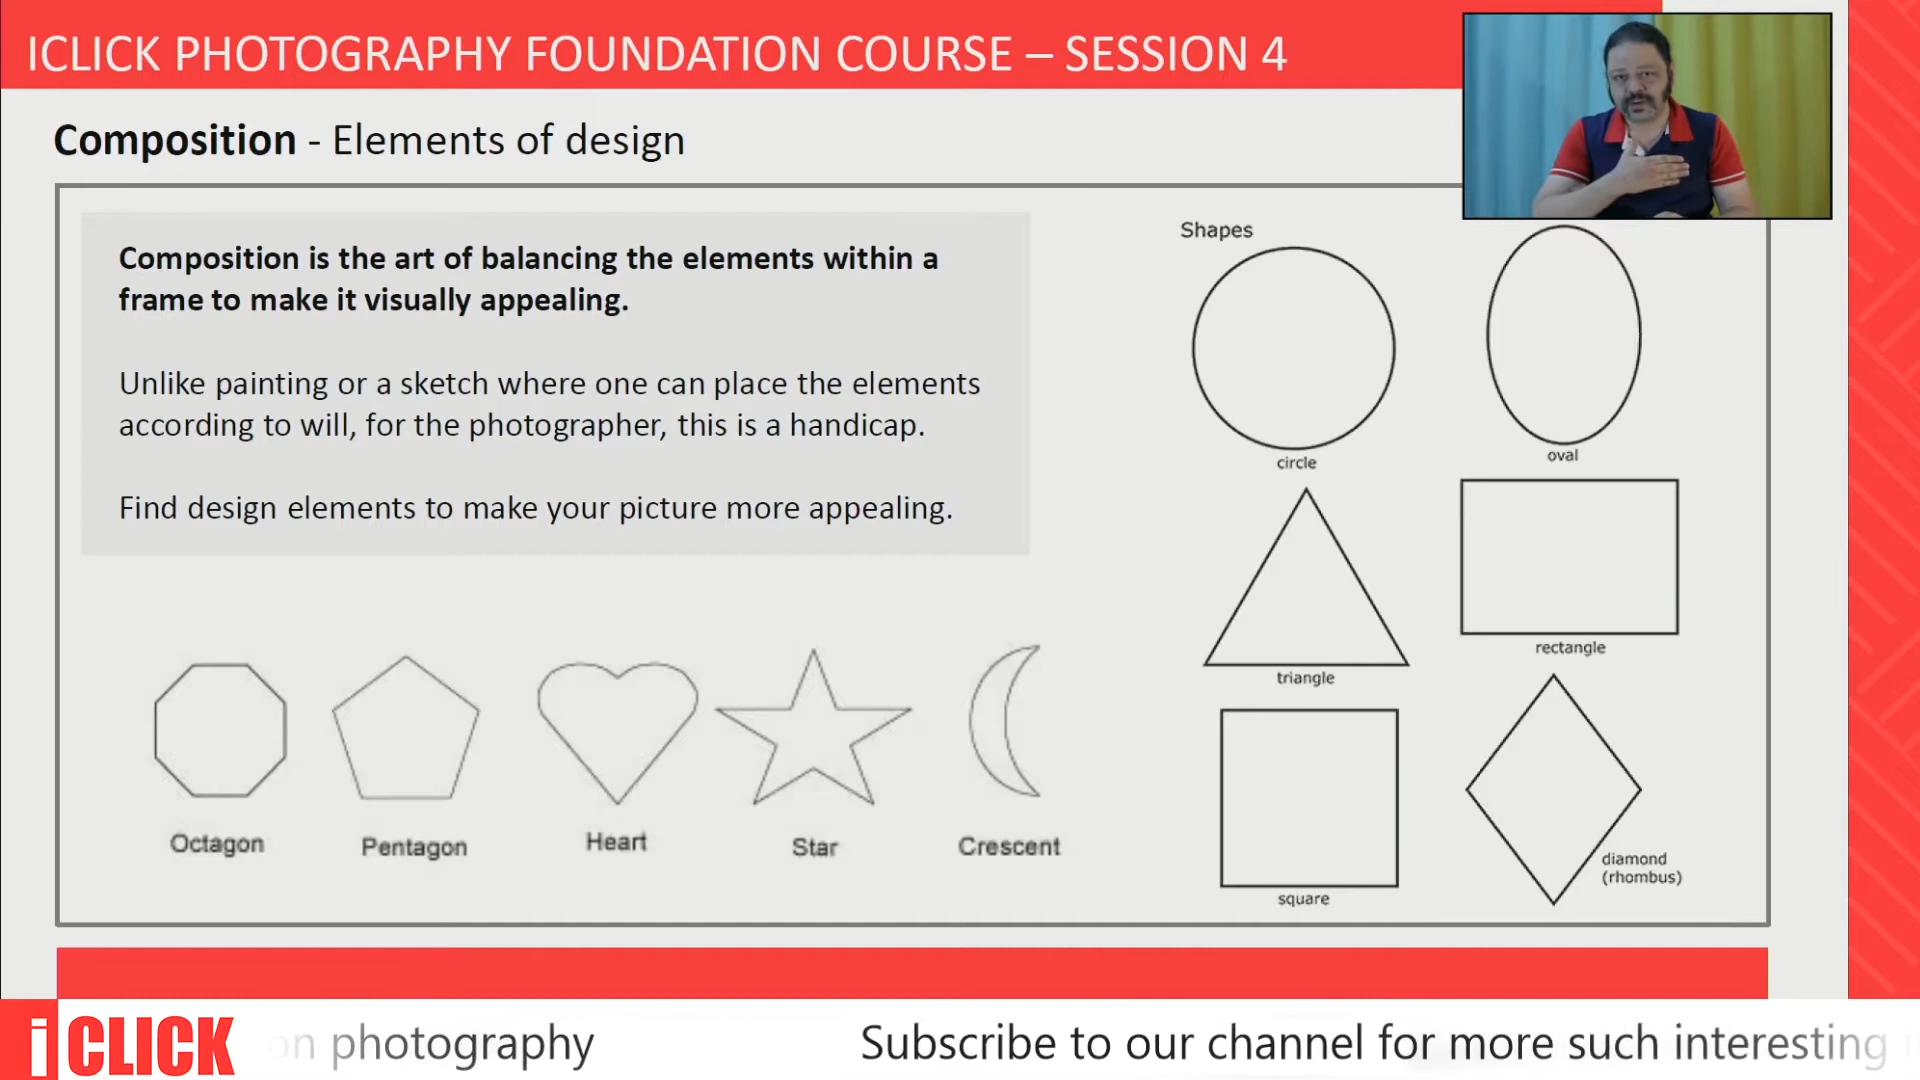 ICLICK PHOTOGRAPHY FOUNDATION COURSE – SESSION 4
Composition - Elements of design
Composition is the art of balancing the elements within a
frame to make it visually appealing.
Unlike painting or a sketch where one can place the elements
according to will, for the photographer, this is a handicap.
Find design elements to make your picture more appealing.
Shapes
circle
oval
triangle
rectangle
square
diamond
(rhombus)
Octagon
Pentagon
Heart
Star
Crescent
iCLICK
on photography
Subscribe to our channel for more such interesting